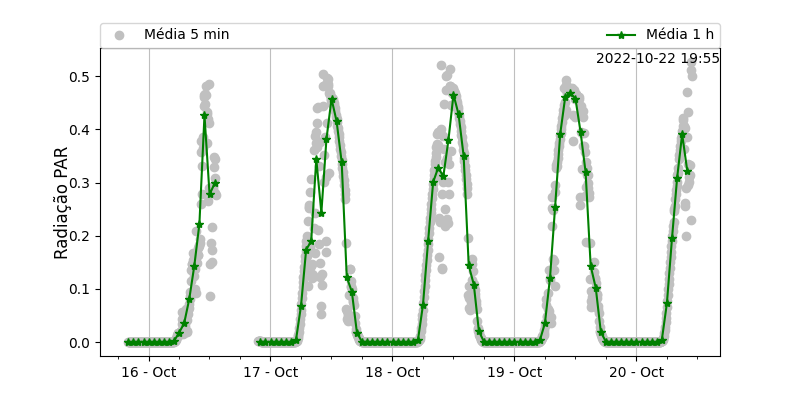 Média 5 min
Média 1 h
2022-10-22 19:55
Radiação PAR
0.5
0.4
0.3
0.2
0.1
0.0
16 - Oct
17 - Oct
18 - Oct
19 - Oct
20 - Oct